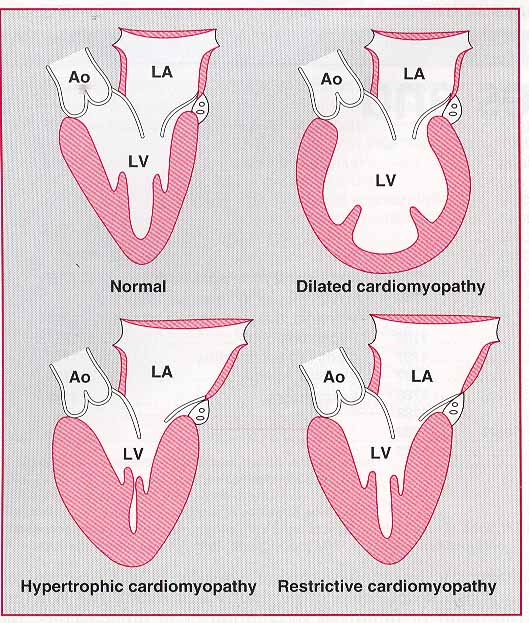 Ao
LA
LV
Normal
Ao
LA
LV
Dilated cardiomyopathy
Ao
LA
LV
Hypertrophic cardiomyopathy
Ao
LA
LV
Restrictive cardiomyopathy